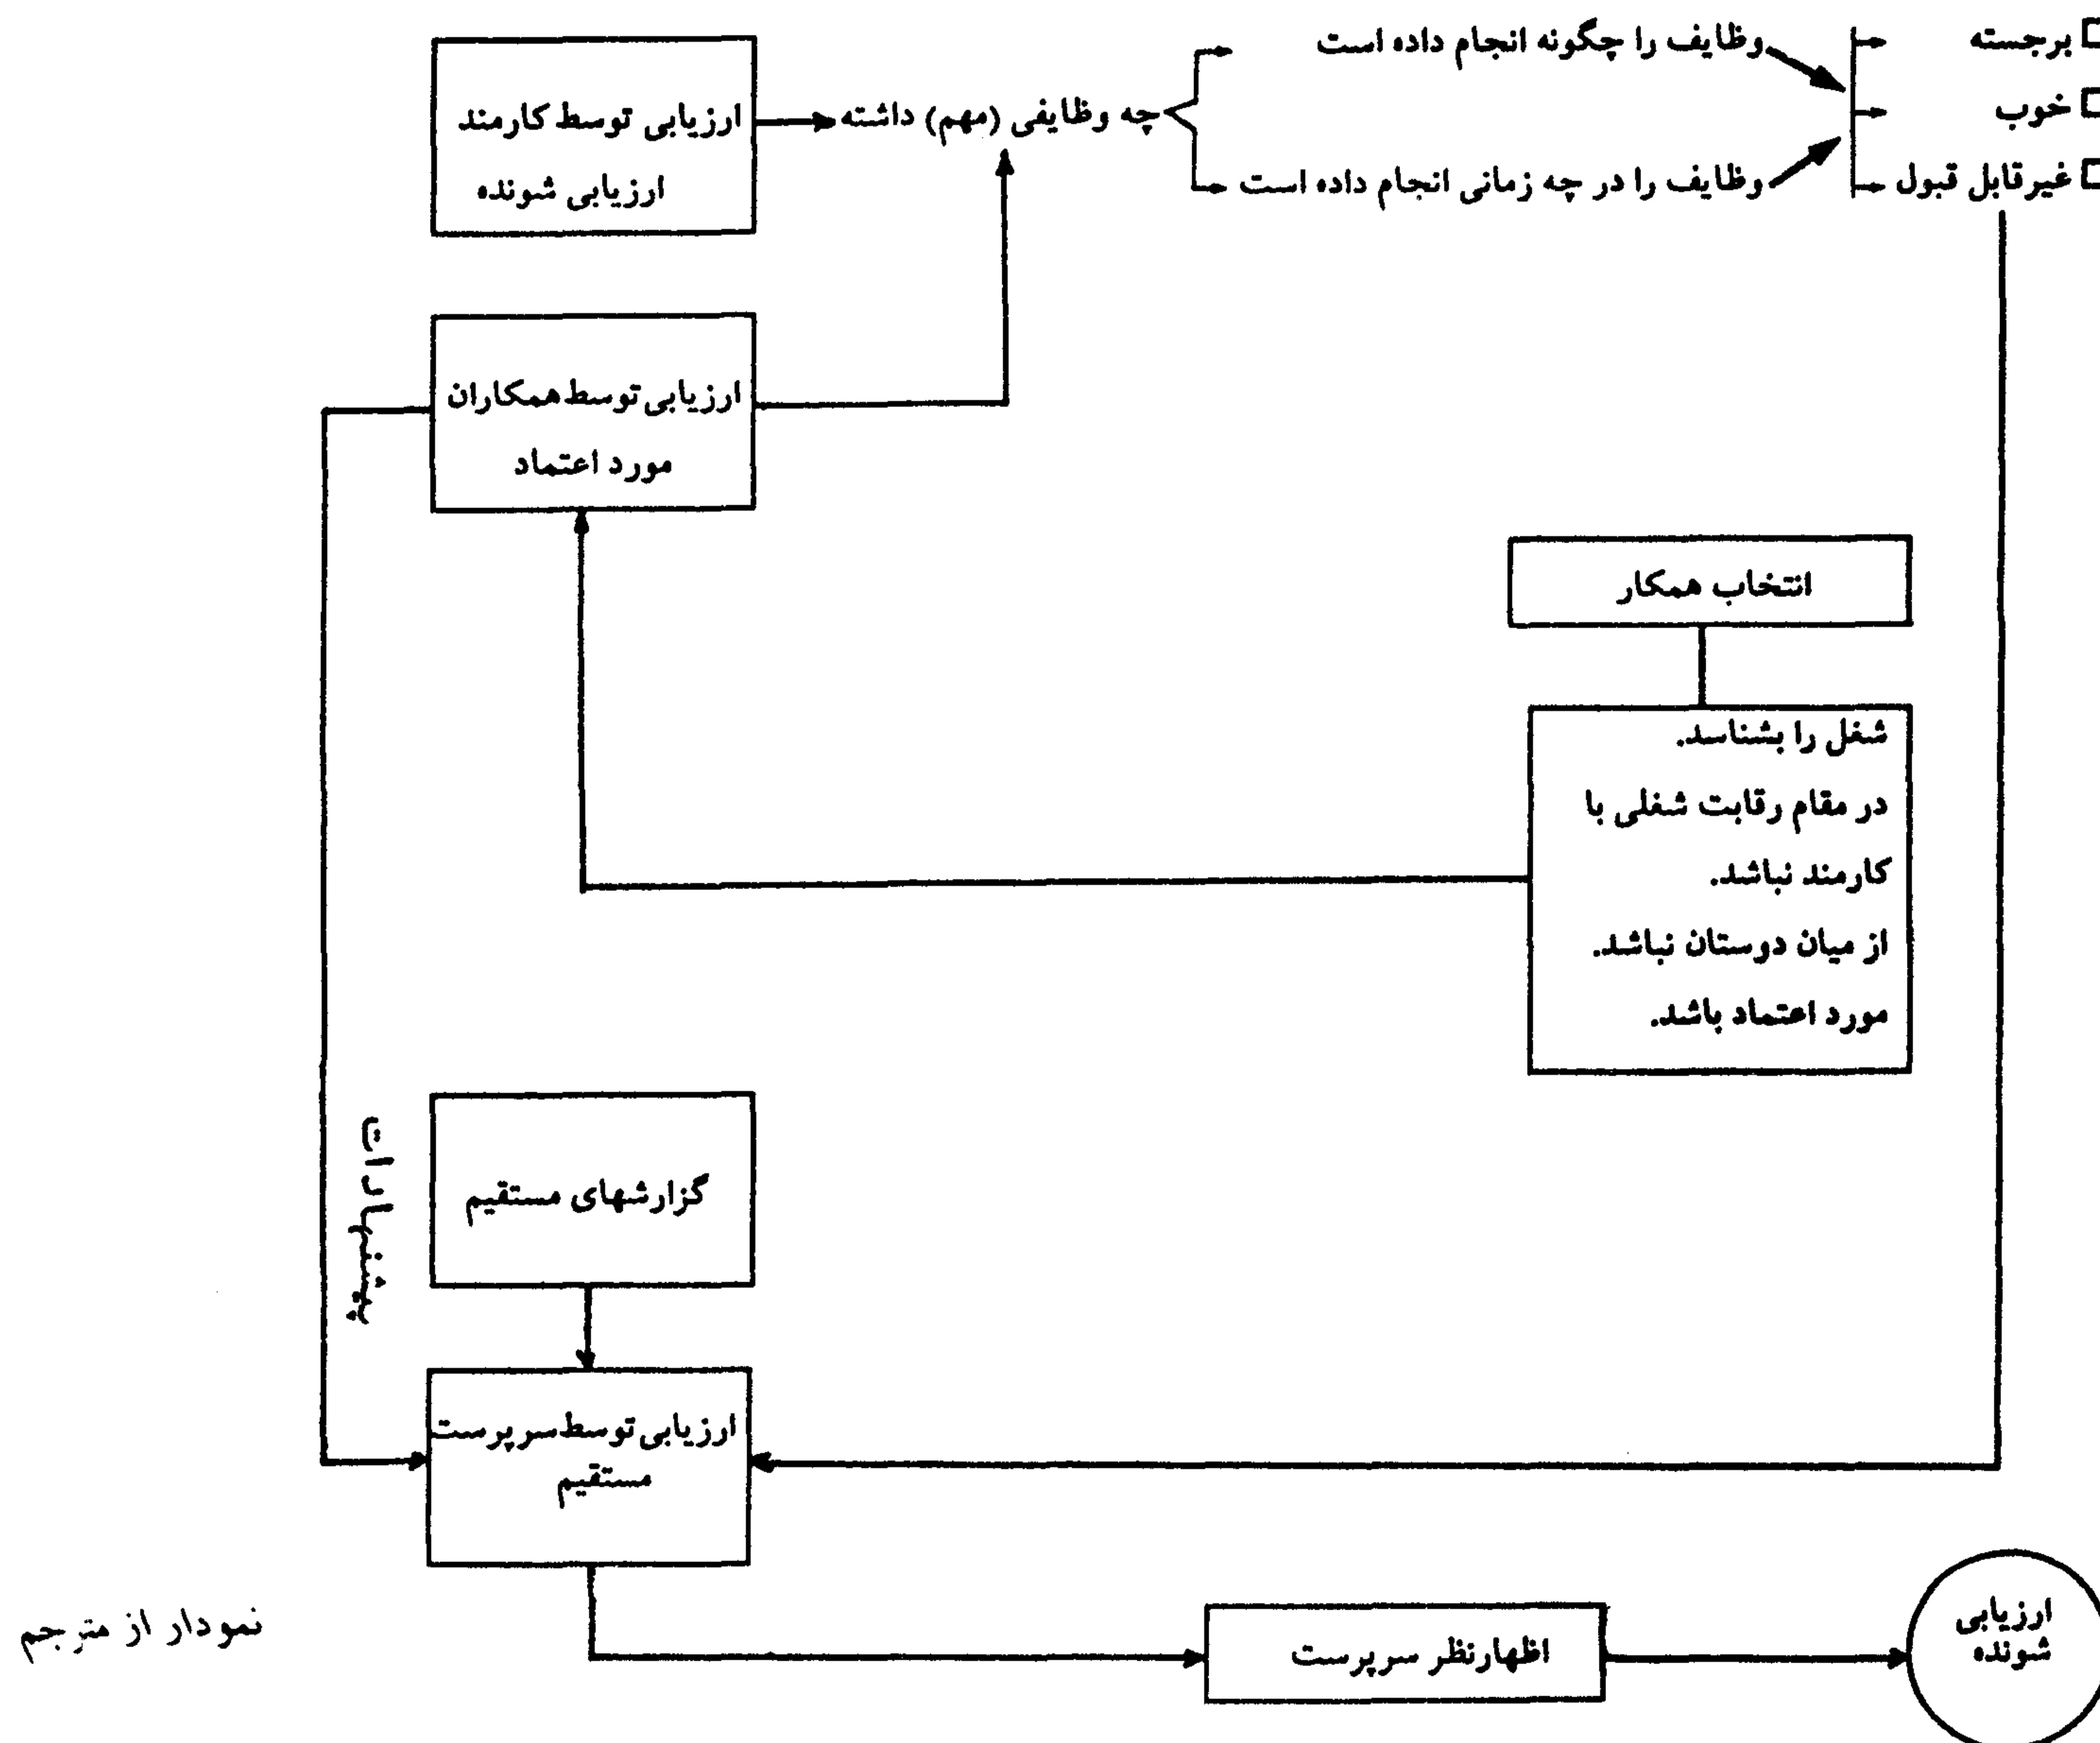 برجسته
خوب
غیرقابل قبول
وظایف را چگونه انجام داده است
وظایف را در چه زمانی انجام داده است
چه وظایفی (مهم) داشته
ارزیابی توسط کارمند
ارزیابی شونده
ارزیابی توسط همکاران
مورد اعتماد
انتخاب همکار
شغل را بشناسد.
در مقام رقابت شغلی با
کارمند نباشد.
از میان دوستان نباشد.
مورد اعتماد باشد.
پیشنهادات
گزارشهای مستقیم
ارزیابی توسط سرپرست
مستقیم
اظهارنظر سرپرست
ارزیابی
شونده
نمودار از مترجم